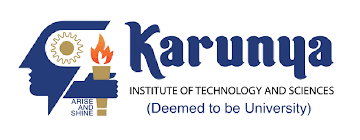 Karunya
INSTITUTE OF TECHNOLOGY AND SCIENCES
(Deemed to be University)
ARISE
AND
SHINE